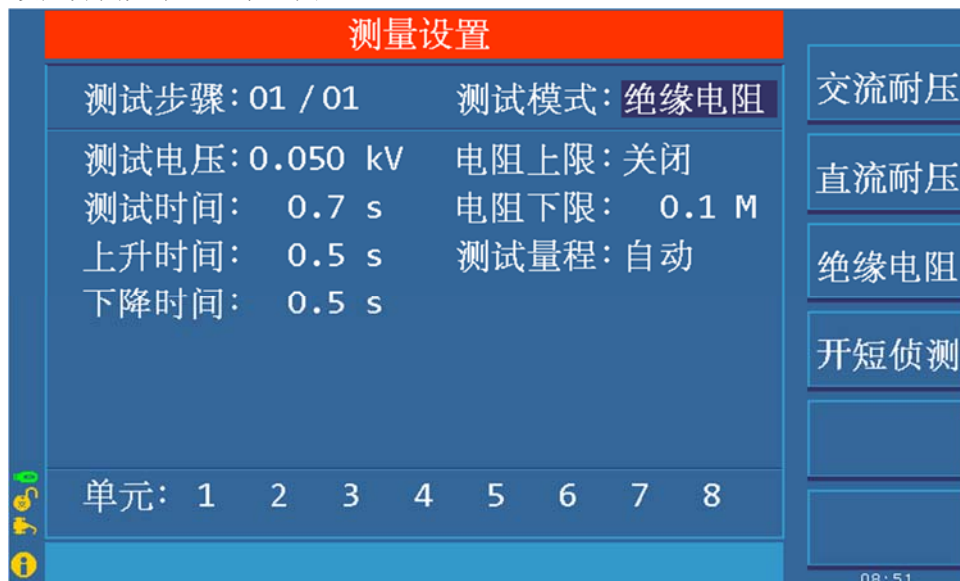 测量设置
测试步骤：01 / 01 测试模式：绝缘电阻
测试电压：0.050 kV 电阻上限：关闭
测试时间： 0.7 s 电阻下限： 0.1 M
上升时间： 0.5 s 测试量程：自动
下降时间： 0.5 s
单元： 1 2 3 4 5 6 7 8
交流耐压
直流耐压
绝缘电阻
开短侦测
08:51